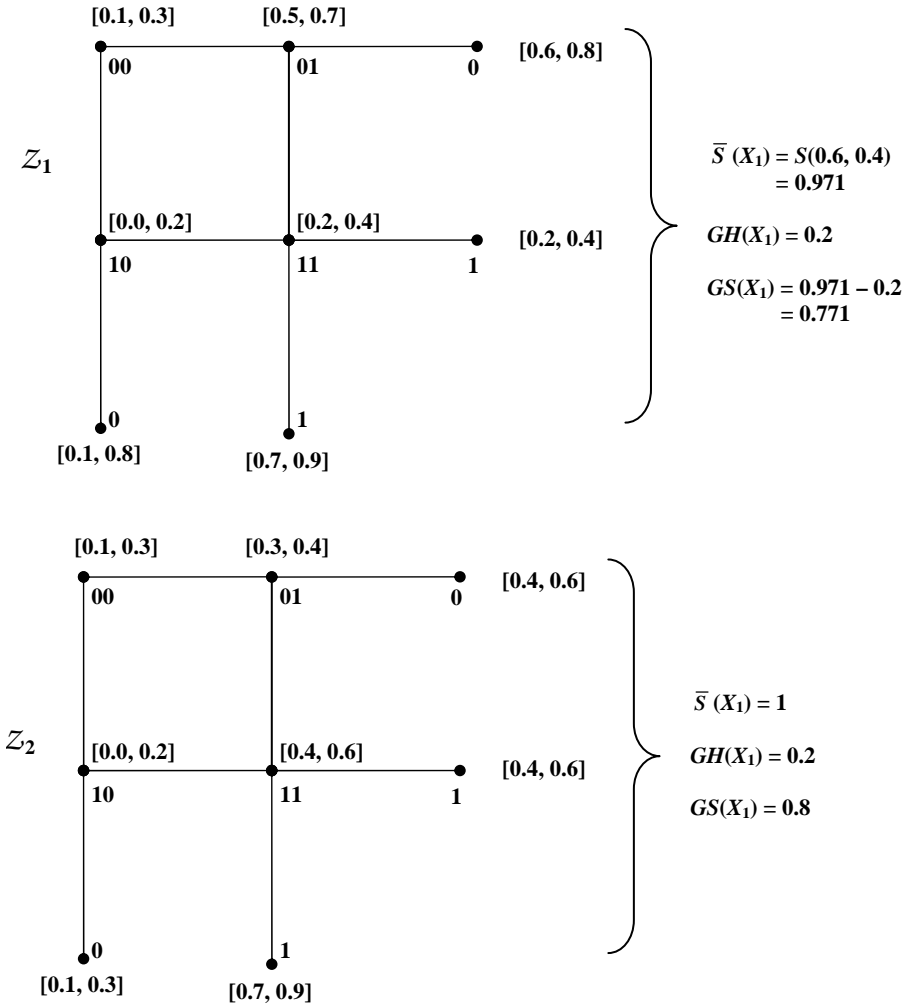 [0.1, 0.3] [0.5, 0.7]
00 01 0 [0.6, 0.8]
z₁
[0.0, 0.2] [0.2, 0.4] [0.2, 0.4]
10 11 1
0 1
[0.1, 0.8] [0.7, 0.9]
S̅ (X₁) = S(0.6, 0.4)
= 0.971
GH(X₁) = 0.2
GS(X₁) = 0.971 – 0.2
= 0.771
[0.1, 0.3] [0.3, 0.4]
00 01 0 [0.4, 0.6]
z₂
[0.0, 0.2] [0.4, 0.6] [0.4, 0.6]
10 11 1
0 1
[0.1, 0.3] [0.7, 0.9]
S̅ (X₁) = 1
GH(X₁) = 0.2
GS(X₁) = 0.8